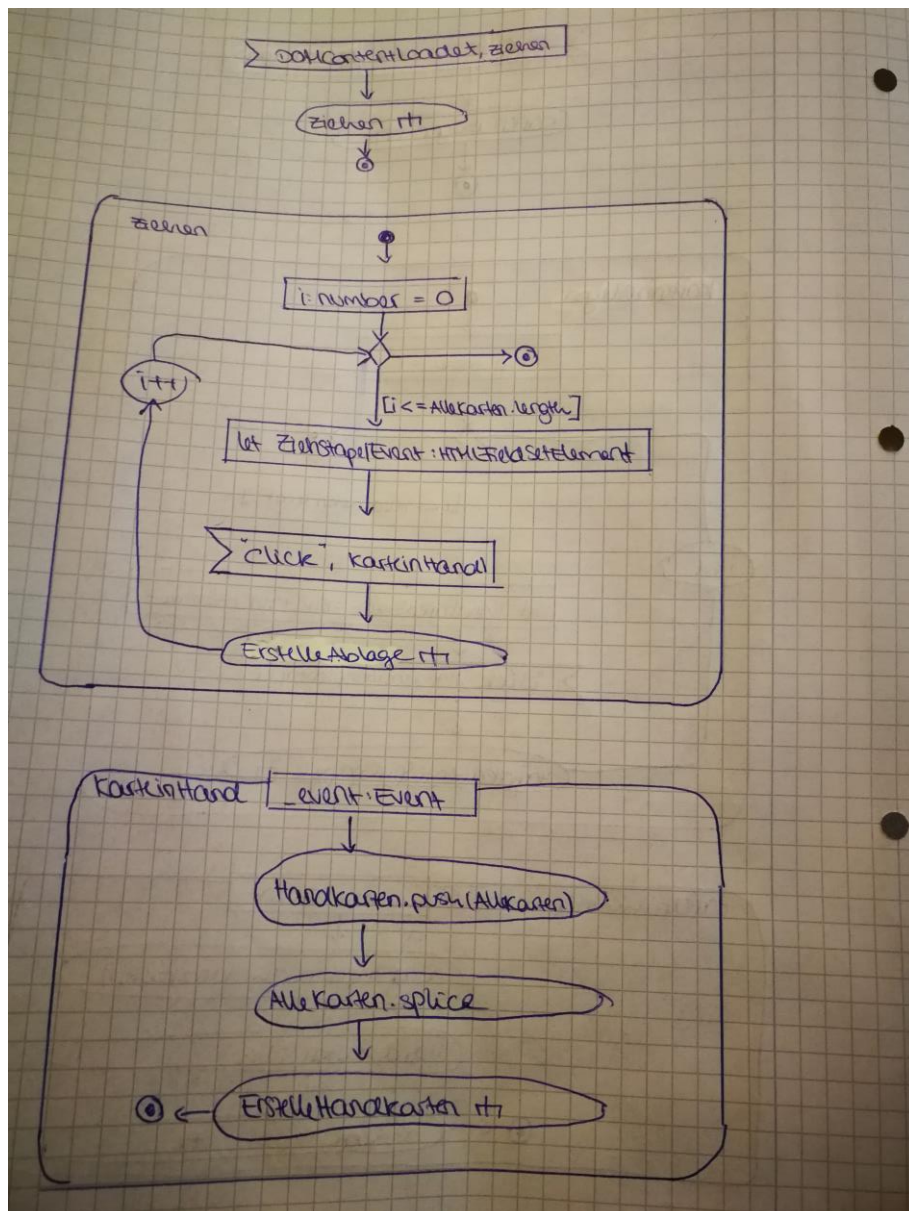 DOMContentLoadet, ziehen
ziehen
ziehen
i: number = 0
i++
[i <= AlleKarten.length]
let ZiehstapelEvent: HTMLFieldSetElement
"click", KarteinHand
ErstelleAblage
KarteinHand
_event: Event
Handkarten.push(AlleKarten)
AlleKarten.splice
ErstelleHandkarten